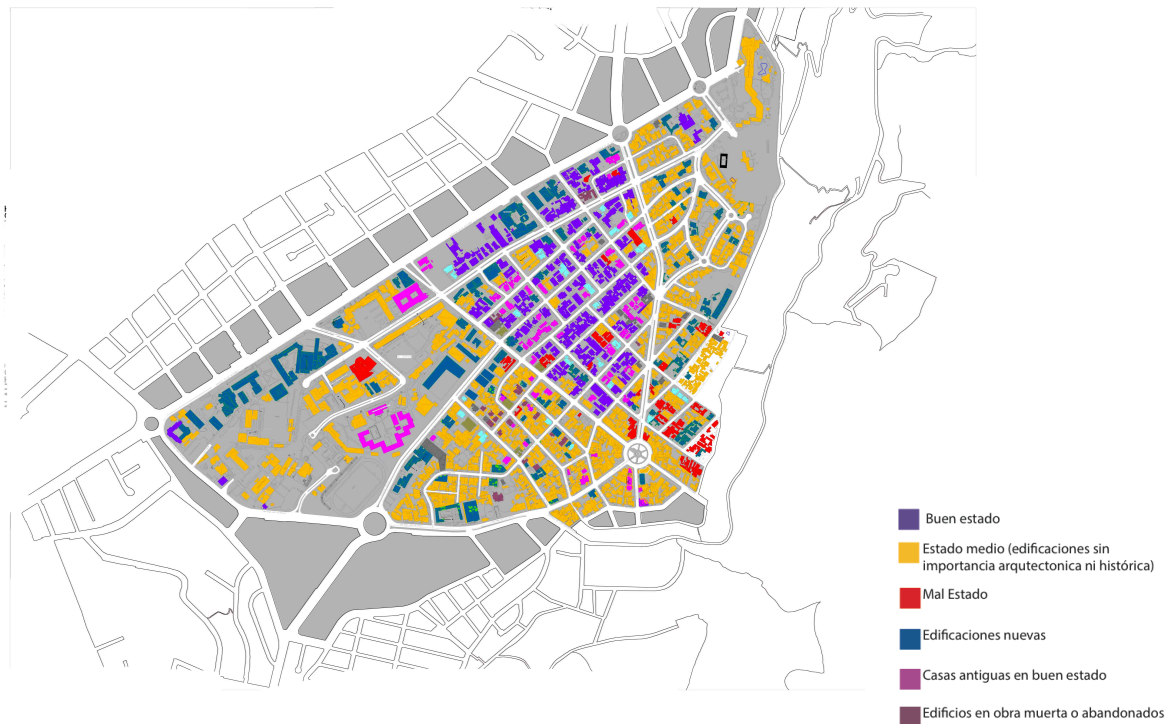 Buen estado
Estado medio (edificaciones sin
importancia arqutectonica ni histórica)
Mal Estado
Edificaciones nuevas
Casas antiguas en buen estado
Edificios en obra muerta o abandonados